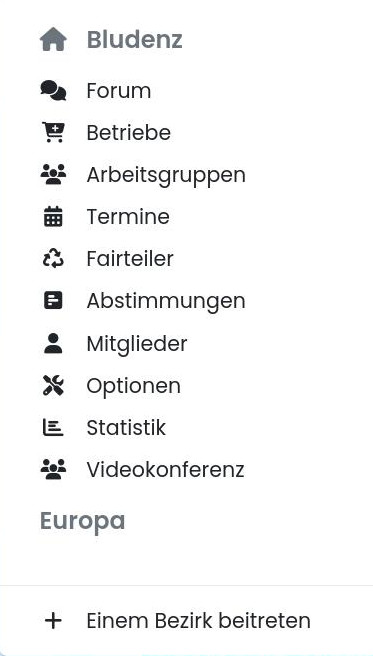 Bludenz
Forum
Betriebe
Arbeitsgruppen
Termine
Fairteiler
Abstimmungen
Mitglieder
Optionen
Statistik
Videokonferenz
Europa
Einem Bezirk beitreten